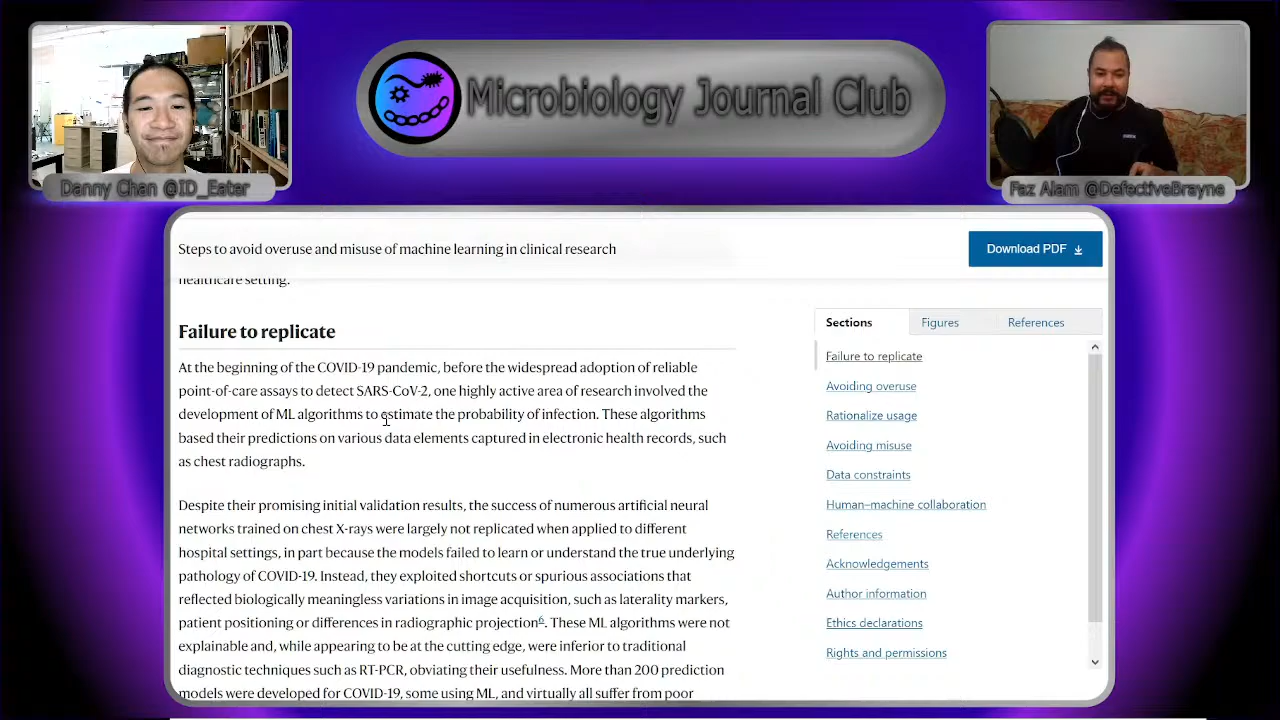 Microbiology Journal Club
Danny Chan @ID_Eater
Faz Alam @DefectiveBrayne
Steps to avoid overuse and misuse of machine learning in clinical research
Download PDF
healthcare setting.
Failure to replicate
At the beginning of the COVID-19 pandemic, before the widespread adoption of reliable
point-of-care assays to detect SARS-CoV-2, one highly active area of research involved the
development of ML algorithms to estimate the probability of infection. These algorithms
based their predictions on various data elements captured in electronic health records, such
as chest radiographs.
Despite their promising initial validation results, the success of numerous artificial neural
networks trained on chest X-rays were largely not replicated when applied to different
hospital settings, in part because the models failed to learn or understand the true underlying
pathology of COVID-19. Instead, they exploited shortcuts or spurious associations that
reflected biologically meaningless variations in image acquisition, such as laterality markers,
patient positioning or differences in radiographic projection6. These ML algorithms were not
explainable and, while appearing to be at the cutting edge, were inferior to traditional
diagnostic techniques such as RT-PCR, obviating their usefulness. More than 200 prediction
models were developed for COVID-19, some using ML, and virtually all suffer from poor
Sections
Figures
References
Failure to replicate
Avoiding overuse
Rationalize usage
Avoiding misuse
Data constraints
Human–machine collaboration
References
Acknowledgements
Author information
Ethics declarations
Rights and permissions